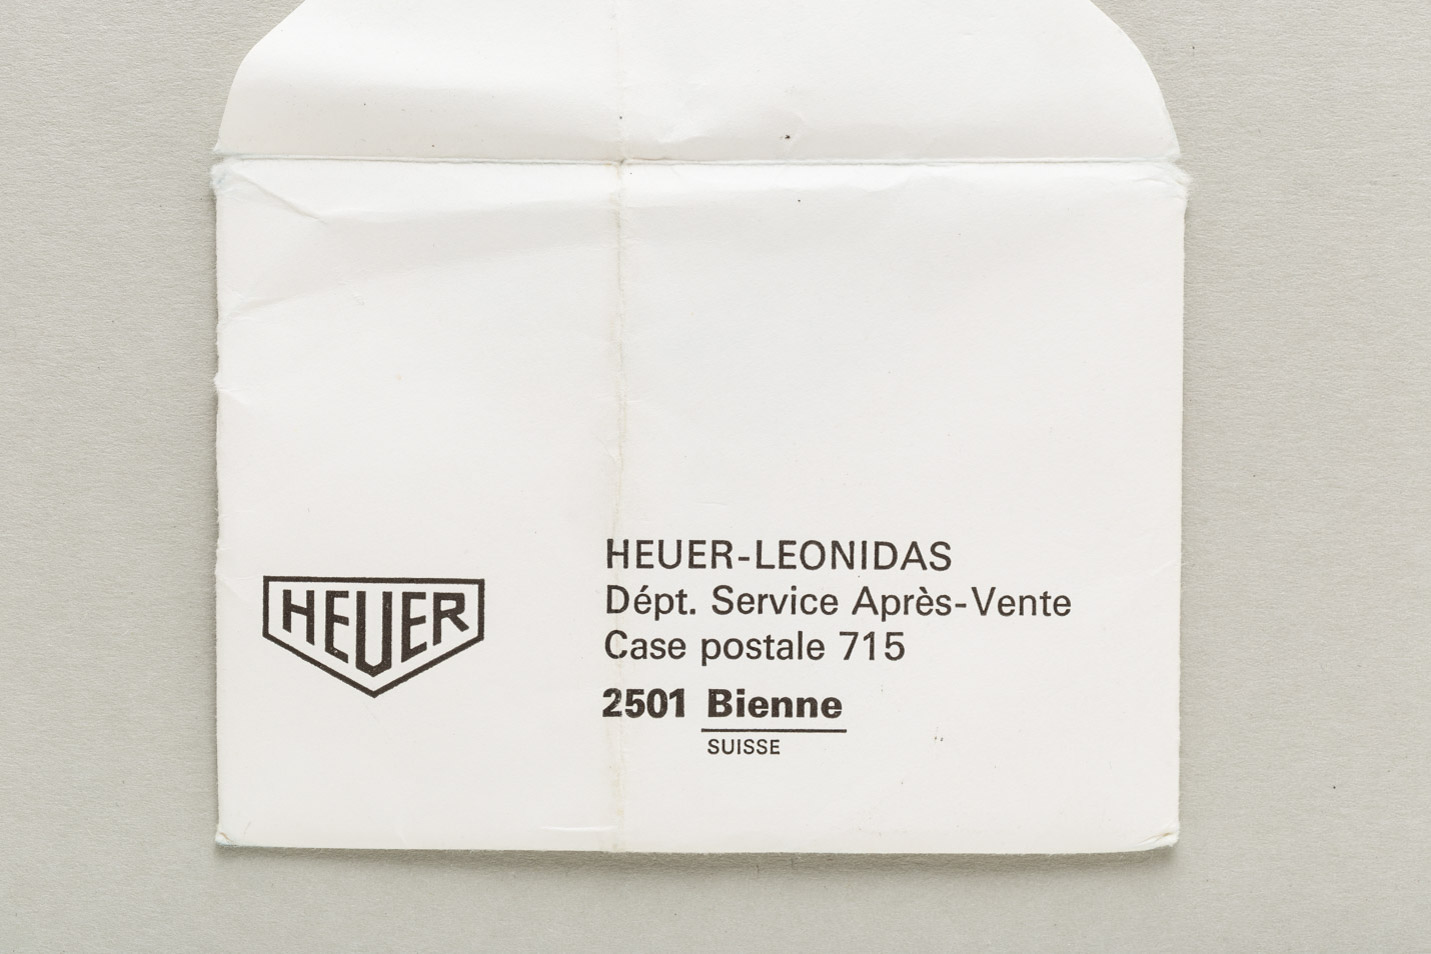 HEUER
HEUER-LEONIDAS
Dépt. Service Après-Vente
Case postale 715
2501 Bienne
SUISSE